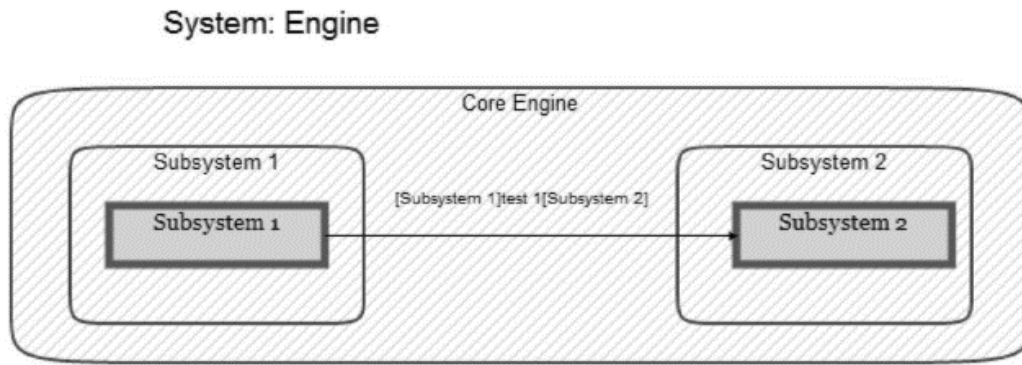 System: Engine
Core Engine
Subsystem 1
Subsystem 2
[Subsystem 1]test 1[Subsystem 2]
Subsystem 1
Subsystem 2